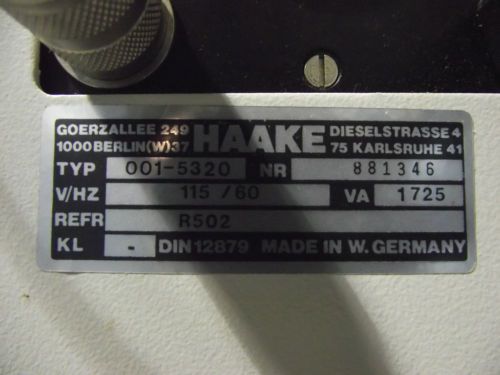 GOERZALLEE 249 HAAKE DIESELSTRASSE 4
1000 BERLIN (W) 37 75 KARLSRUHE 41
TYP 001-5320 NR 881346
V/HZ 115 / 60 VA 1725
REFR R502
KL - DIN 12879 MADE IN W. GERMANY